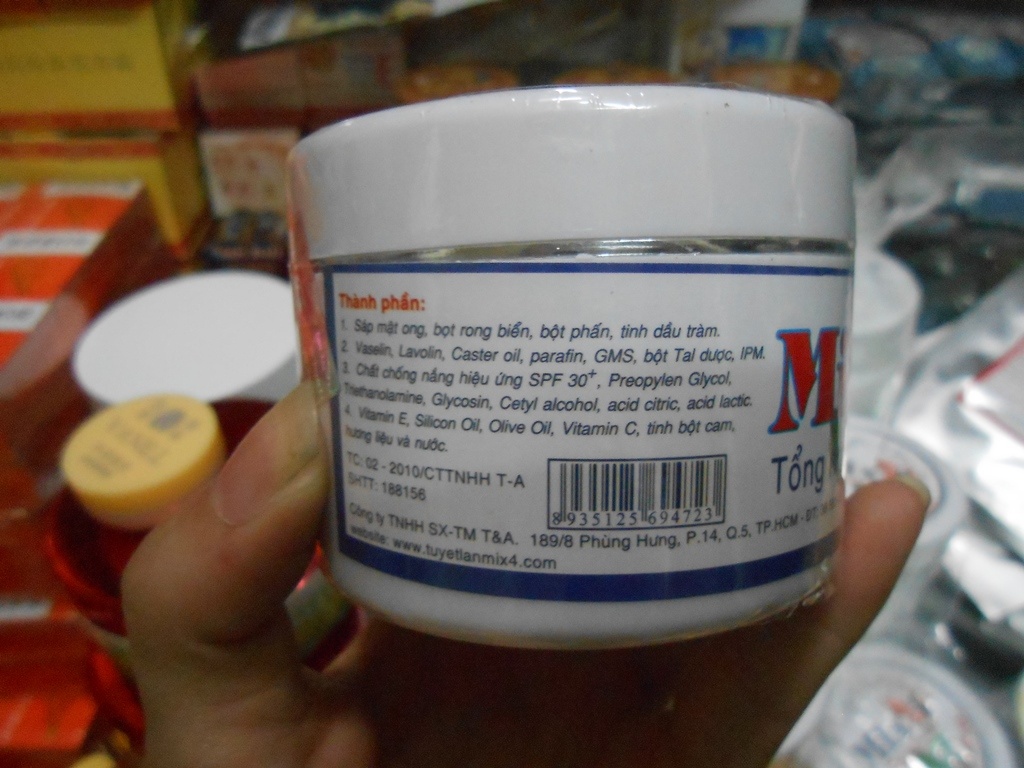 Thành phần:
1. Sáp mật ong, bọt rong biển, bột phấn, tinh dầu tràm.
2. Vaselin, Lavolin, Caster oil, parafin, GMS, bột Tal dược, IPM.
3. Chất chống nắng hiệu ứng SPF 30+, Preopylen Glycol,
Triethanolamine, Glycosin, Cetyl alcohol, acid citric, acid lactic.
4. Vitamin E, Silicon Oil, Olive Oil, Vitamin C, tinh bột cam,
hương liệu và nước.
TC: 02 - 2010/CTTNHH T-A
SHTT: 188156
8 935125 694723
Công ty TNHH SX-TM T&A. 189/8 Phùng Hưng, P.14, Q.5, TP.HCM - ĐT:
website: www.tuyetlanmix4.com
Tổng